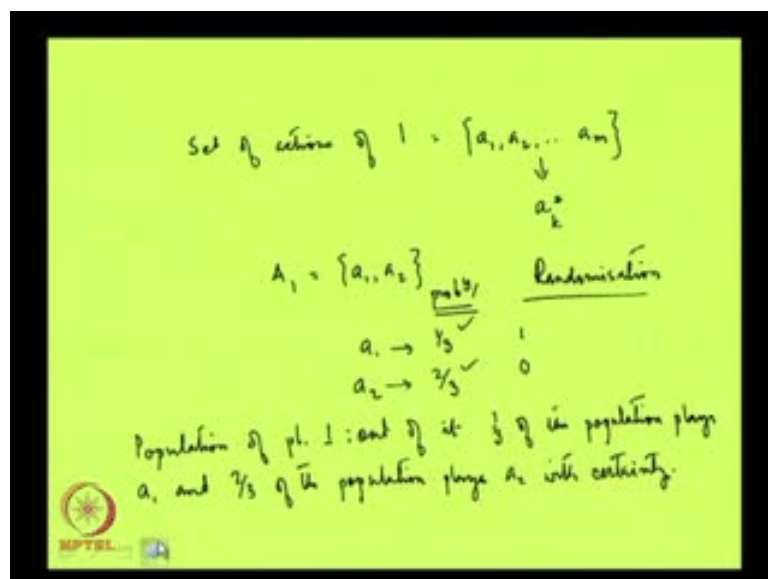 Set of actions of 1 = {a₁, a₂, ... aₘ}
↓
a*ₖ
A₁ = {a₁, a₂} Randomisation
prob^y/
a₁ → 1/3 ✓ 1
a₂ → 2/3 ✓ 0
Population of pl. 1 : out of it 1/3 of the population plays
a₁ and 2/3 of the population plays a₂ with certainty.
NPTEL